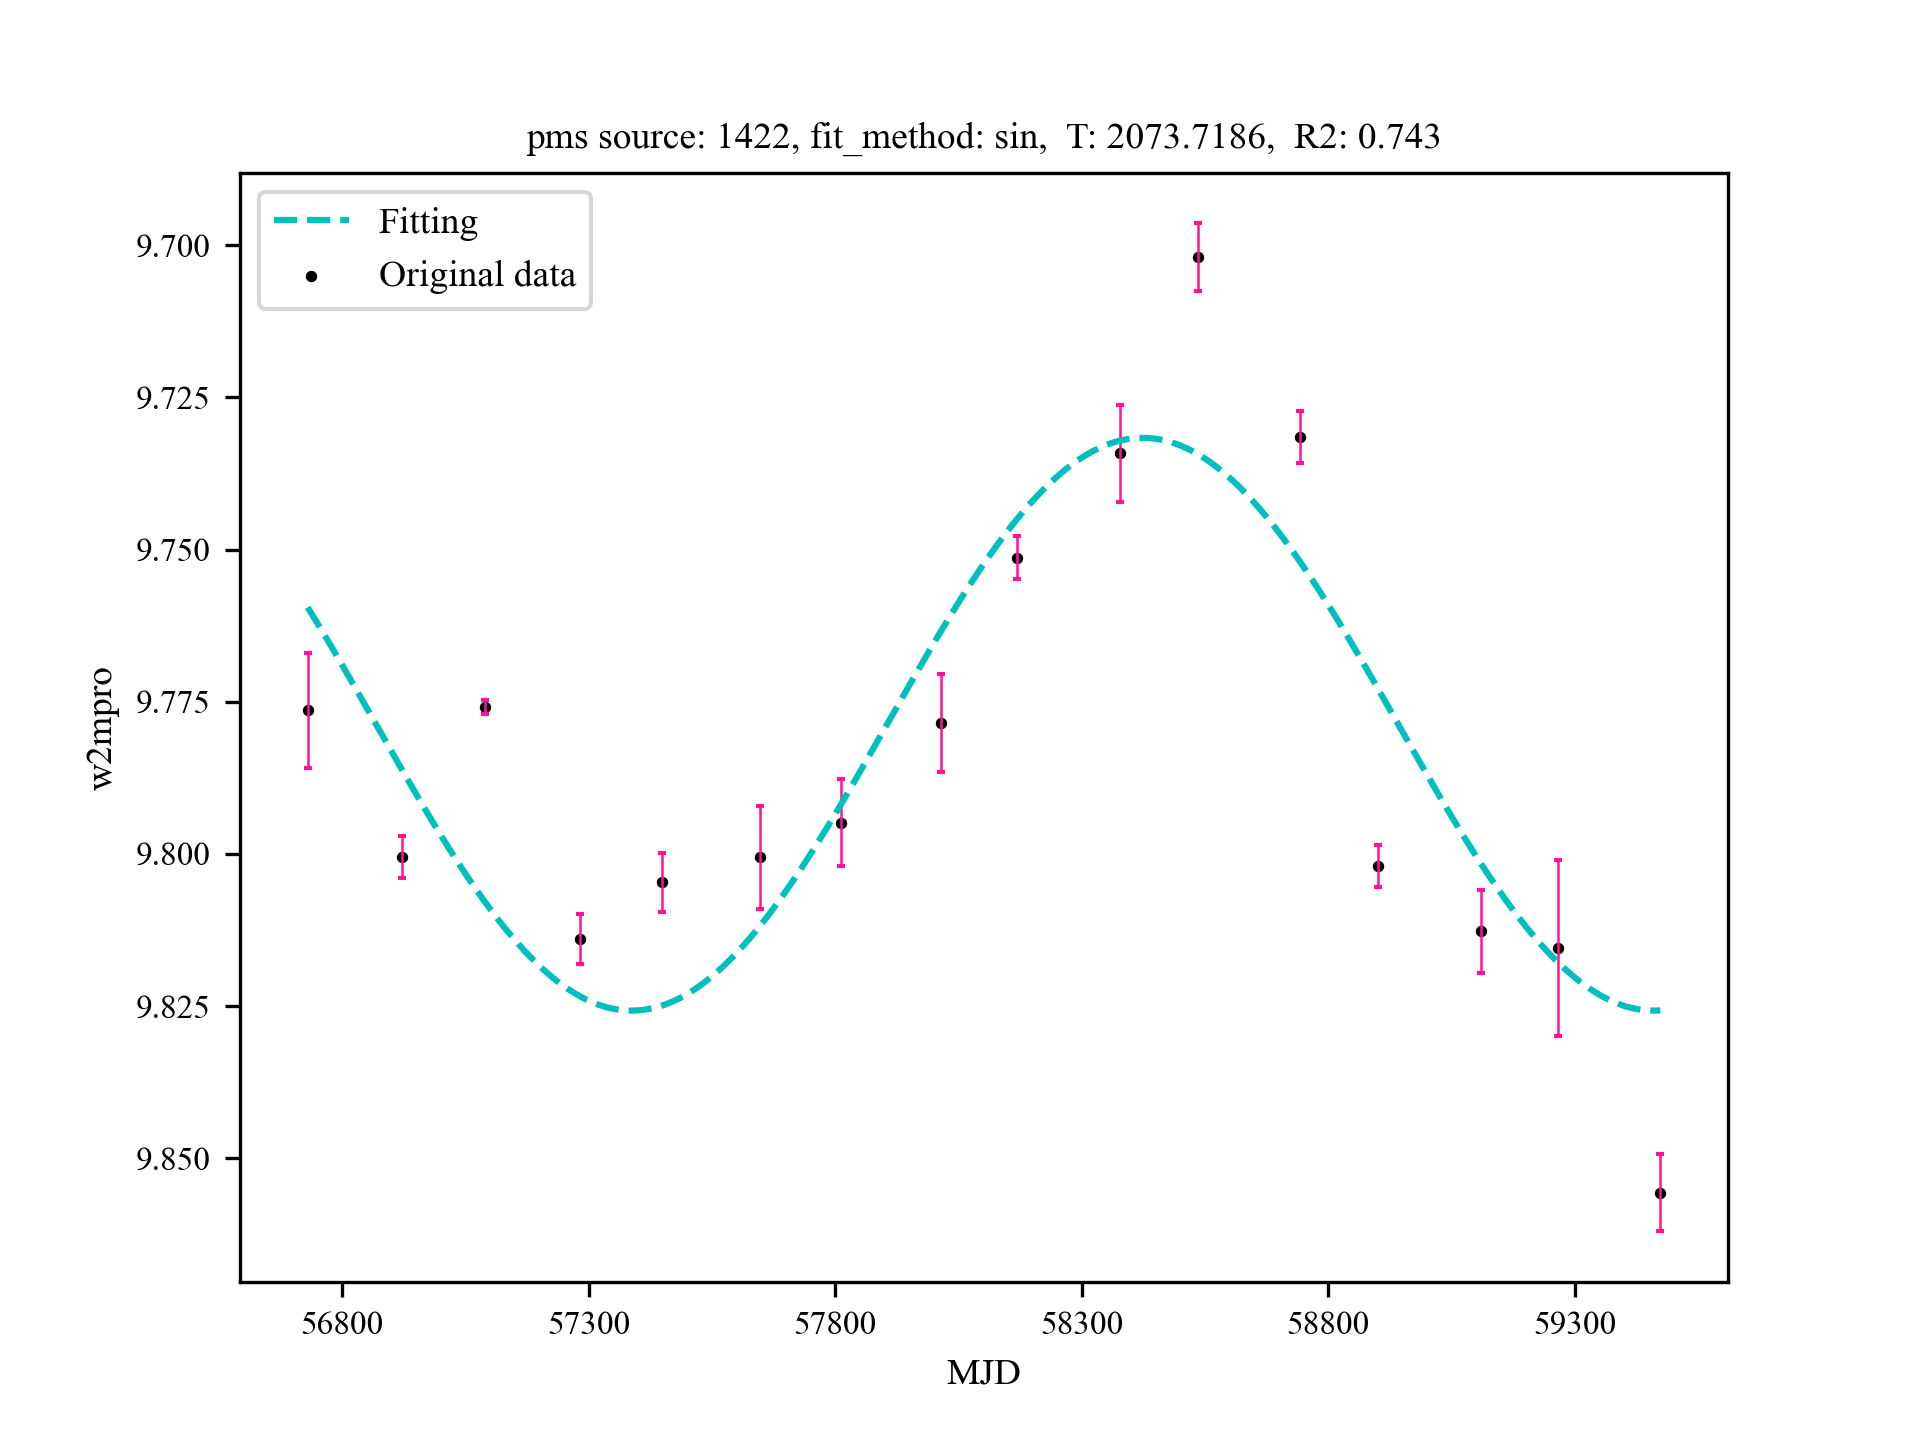 pms source: 1422, fit_method: sin,  T: 2073.7186,  R2: 0.743
Fitting
Original data
9.700
9.725
9.750
9.775
9.800
9.825
9.850
w2mpro
56800 57300 57800 58300 58800 59300
MJD